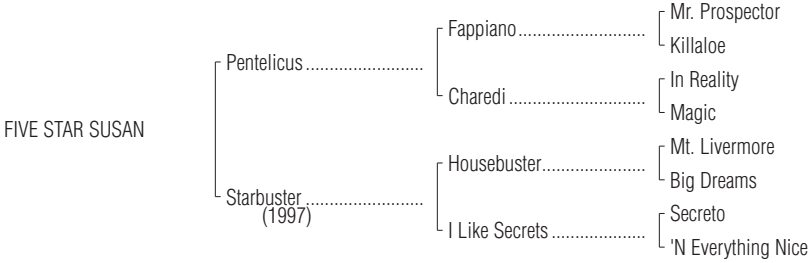 Mr. Prospector
Fappiano..............................
Killaloe
Pentelicus...........................
In Reality
Charedi................................
Magic
FIVE STAR SUSAN
Mt. Livermore
Housebuster........................
Big Dreams
Starbuster...........................
(1997)
Secreto
I Like Secrets.....................
'N Everything Nice